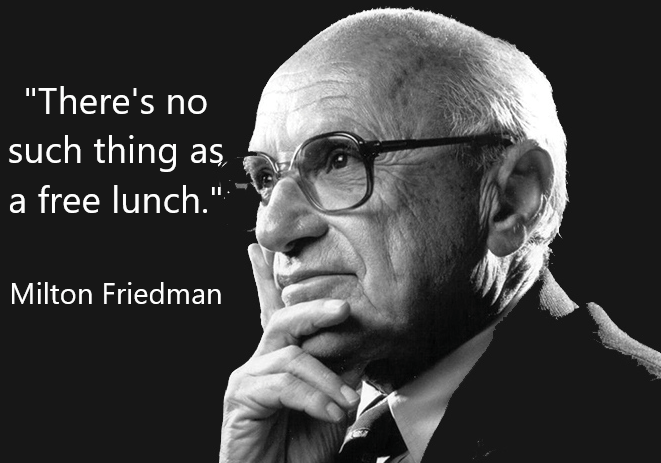 "There's no
such thing as
a free lunch."
Milton Friedman